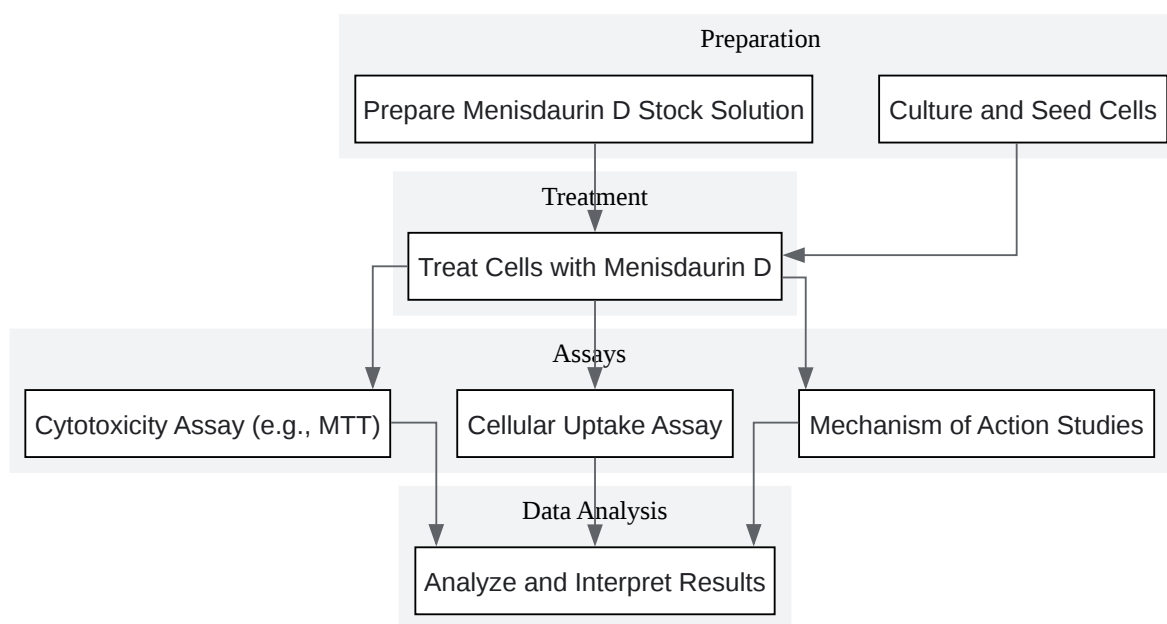 Preparation
Prepare Menisdaurin D Stock Solution
Culture and Seed Cells
Treatment
Treat Cells with Menisdaurin D
Assays
Cytotoxicity Assay (e.g., MTT)
Cellular Uptake Assay
Mechanism of Action Studies
Data Analysis
Analyze and Interpret Results